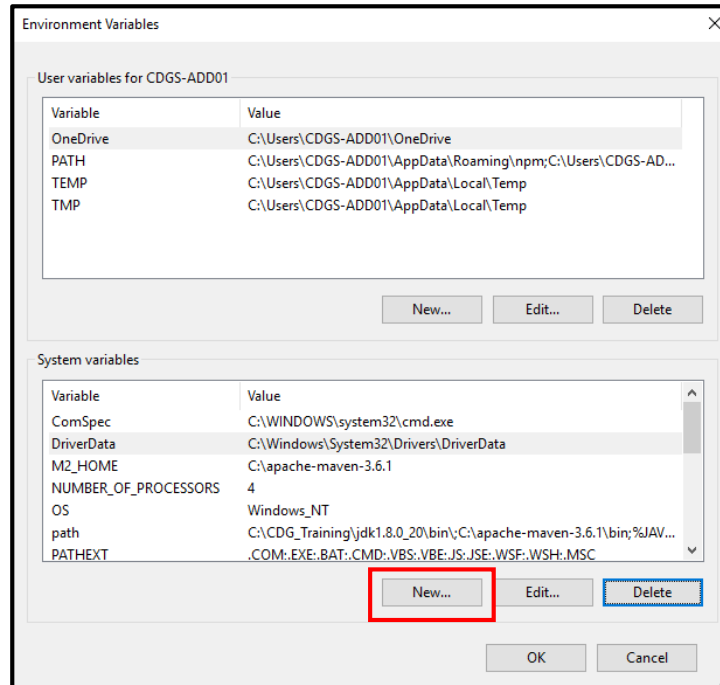 Environment Variables
User variables for CDGS-ADD01
Variable Value
OneDrive C:\Users\CDGS-ADD01\OneDrive
PATH C:\Users\CDGS-ADD01\AppData\Roaming\npm;C:\Users\CDGS-AD...
TEMP C:\Users\CDGS-ADD01\AppData\Local\Temp
TMP C:\Users\CDGS-ADD01\AppData\Local\Temp
New... Edit... Delete
System variables
Variable Value
ComSpec C:\WINDOWS\system32\cmd.exe
DriverData C:\Windows\System32\Drivers\DriverData
M2_HOME C:\apache-maven-3.6.1
NUMBER_OF_PROCESSORS 4
OS Windows_NT
path C:\CDG_Training\jdk1.8.0_20\bin\;C:\apache-maven-3.6.1\bin;%JAV...
PATHEXT .COM;.EXE;.BAT;.CMD;.VBS;.VBE;.JS;.JSE;.WSF;.WSH;.MSC
New... Edit... Delete
OK Cancel